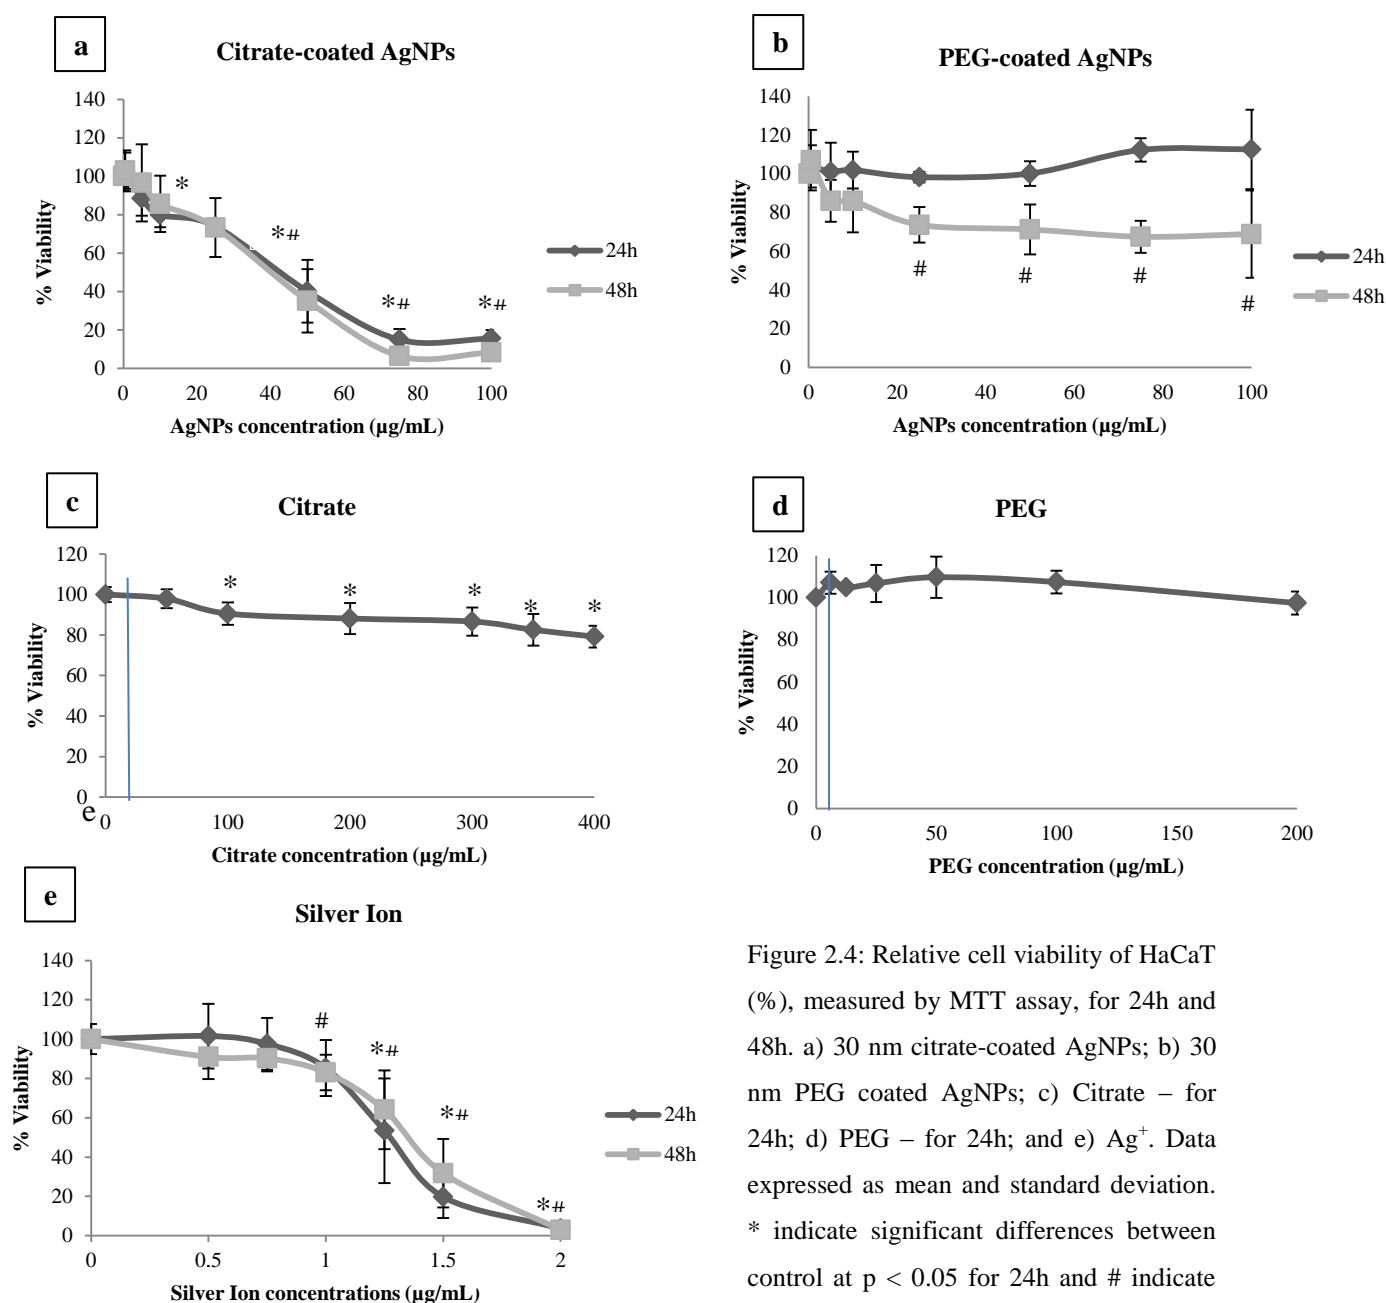 a
Citrate-coated AgNPs
140
120
100
80
60
40
20
0
% Viability
*
*#
*#
*#
24h
48h
0 20 40 60 80 100
AgNPs concentration (µg/mL)
b
PEG-coated AgNPs
140
120
100
80
60
40
20
0
% Viability
#
#
#
#
24h
48h
0 20 40 60 80 100
AgNPs concentration (µg/mL)
c
Citrate
120
100
80
60
40
20
0
% Viability
* * * * *
e
0 100 200 300 400
Citrate concentration (µg/mL)
d
PEG
120
100
80
60
40
20
0
% Viability
0 50 100 150 200
PEG concentration (µg/mL)
e
Silver Ion
140
120
100
80
60
40
20
0
% Viability
#
*#
*#
*#
24h
48h
0 0.5 1 1.5 2
Silver Ion concentrations (µg/mL)
Figure 2.4: Relative cell viability of HaCaT
(%), measured by MTT assay, for 24h and
48h. a) 30 nm citrate-coated AgNPs; b) 30
nm PEG coated AgNPs; c) Citrate – for
24h; d) PEG – for 24h; and e) Ag⁺. Data
expressed as mean and standard deviation.
* indicate significant differences between
control at p < 0.05 for 24h and # indicate